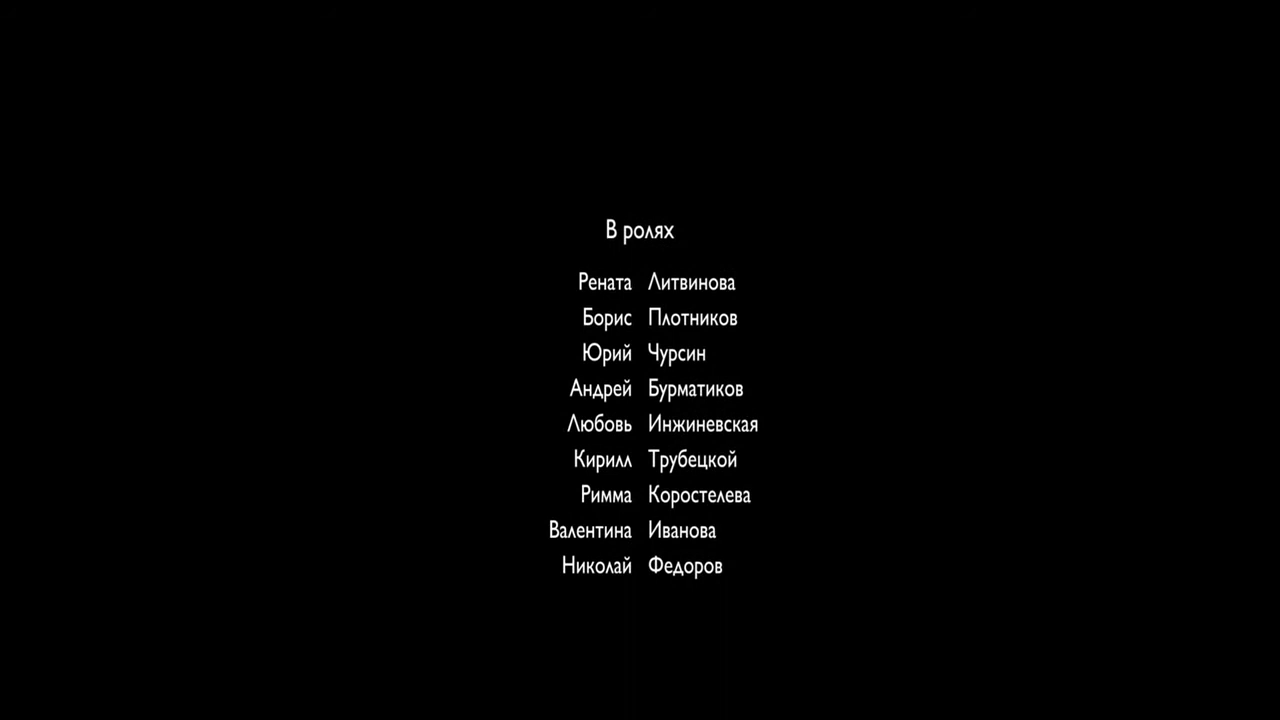 В ролях
Рената Литвинова
Борис Плотников
Юрий Чурсин
Андрей Бурматиков
Любовь Инжиневская
Кирилл Трубецкой
Римма Коростелева
Валентина Иванова
Николай Федоров